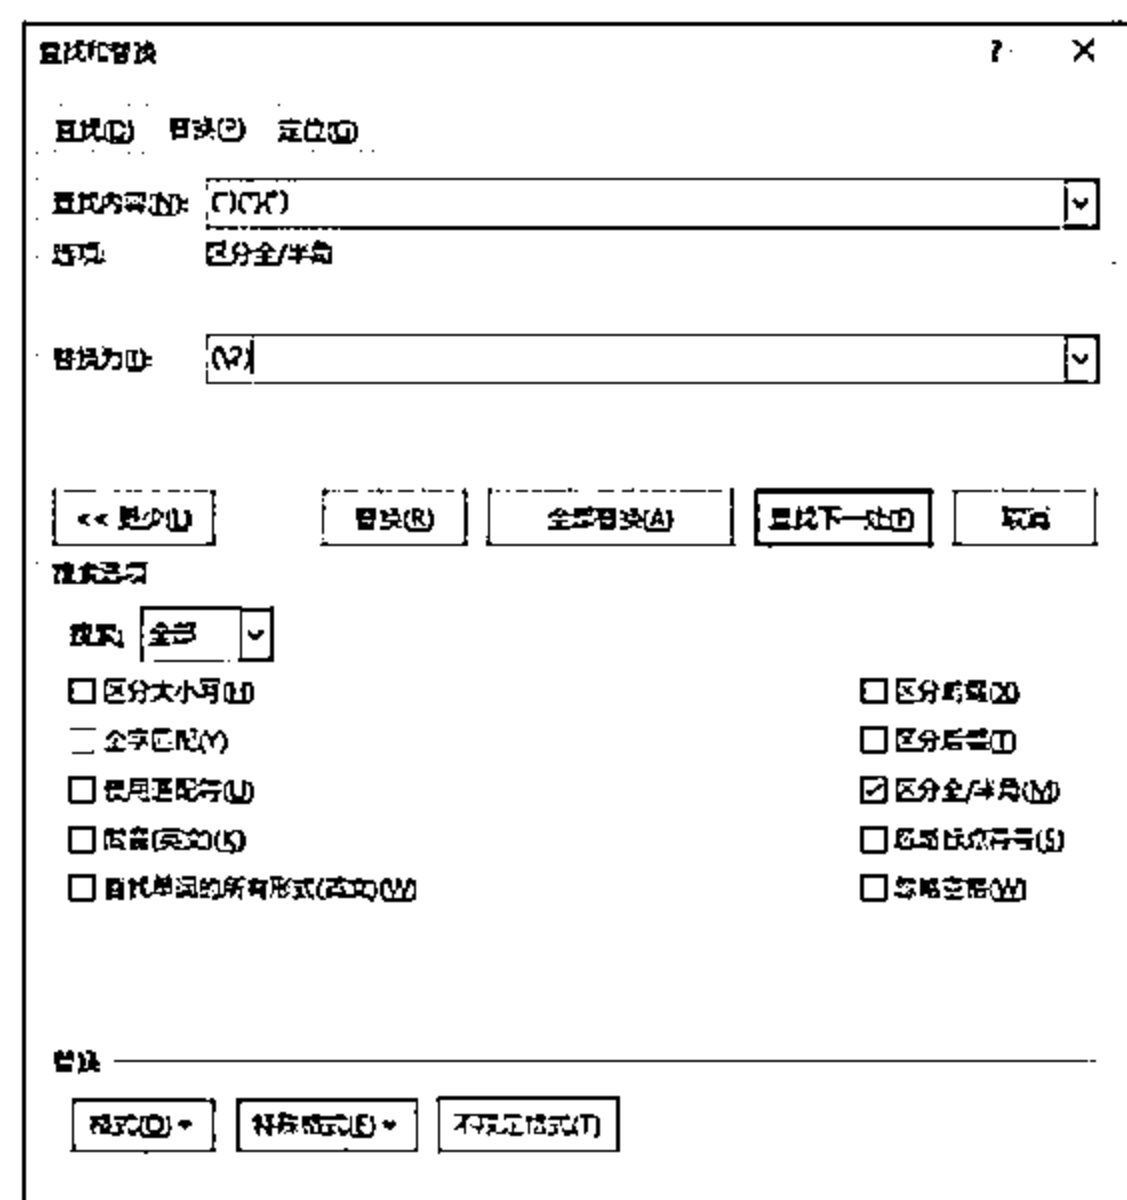 查找和替换 ? ×
查找(D) 替换(P) 定位(G)
查找内容(N): (")(*)(")
选项: 区分全/半角
替换为(I): (\2)
<< 更少(L) 替换(R) 全部替换(A) 查找下一处(F) 取消
搜索选项
搜索: 全部
区分大小写(H) 区分前缀(X)
全字匹配(Y) 区分后缀(T)
使用通配符(U) 区分全/半角(M)
同音(英文)(K) 忽略标点符号(S)
查找单词的所有形式(英文)(W) 忽略空格(W)
替换
格式(O) 特殊格式(E) 不限定格式(T)